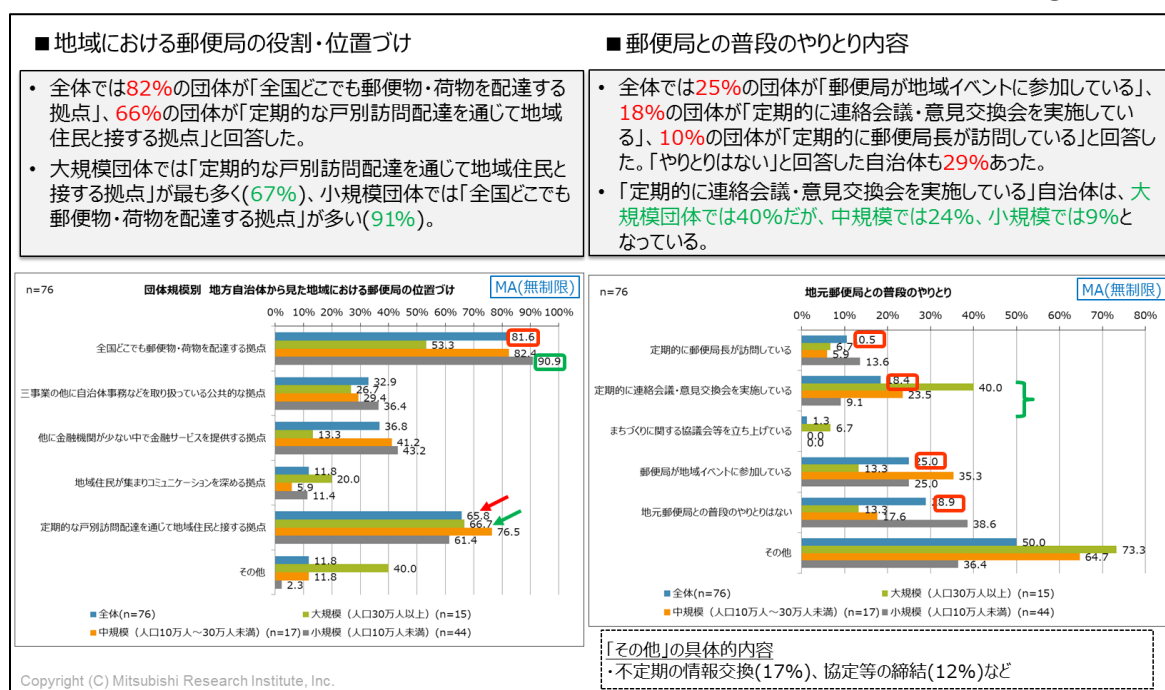 ■地域における郵便局の役割・位置づけ
• 全体では82%の団体が「全国どこでも郵便物・荷物を配達する
拠点」、66%の団体が「定期的な戸別訪問配達を通じて地域
住民と接する拠点」と回答した。
• 大規模団体では「定期的な戸別訪問配達を通じて地域住民と
接する拠点」が最も多く(67%)、小規模団体では「全国どこでも
郵便物・荷物を配達する拠点」が多い(91%)。
n=76
団体規模別 地方自治体から見た地域における郵便局の位置づけ
MA(無制限)
0% 10% 20% 30% 40% 50% 60% 70% 80% 90% 100%
全国どこでも郵便物・荷物を配達する拠点
81.6
53.3
82.4
90.9
三事業の他に自治体事務などを取り扱っている公共的な拠点
32.9
26.7
29.4
36.4
他に金融機関が少ない中で金融サービスを提供する拠点
36.8
13.3
41.2
43.2
地域住民が集まりコミュニケーションを深める拠点
11.8
20.0
5.9
11.4
定期的な戸別訪問配達を通じて地域住民と接する拠点
65.8
66.7
76.5
61.4
その他
11.8
40.0
11.8
2.3
■全体(n=76)
■大規模（人口30万人以上）(n=15)
■中規模（人口10万人～30万人未満）(n=17)
■小規模（人口10万人未満）(n=44)
■郵便局との普段のやりとり内容
• 全体では25%の団体が「郵便局が地域イベントに参加している」、
18%の団体が「定期的に連絡会議・意見交換会を実施してい
る」、10%の団体が「定期的に郵便局長が訪問している」と回答し
た。「やりとりはない」と回答した自治体も29%あった。
• 「定期的に連絡会議・意見交換会を実施している」自治体は、大
規模団体では40%だが、中規模では24%、小規模では9%と
なっている。
n=76
地元郵便局との普段のやりとり
MA(無制限)
0% 10% 20% 30% 40% 50% 60% 70% 80%
定期的に郵便局長が訪問している
0.5
6.7
5.9
13.6
定期的に連絡会議・意見交換会を実施している
18.4
40.0
23.5
9.1
まちづくりに関する協議会等を立ち上げている
1.3
6.7
0.0
0.0
郵便局が地域イベントに参加している
25.0
13.3
35.3
25.0
地元郵便局との普段のやりとりはない
28.9
13.3
17.6
38.6
その他
50.0
73.3
64.7
36.4
■全体(n=76)
■大規模（人口30万人以上）(n=15)
■中規模（人口10万人～30万人未満）(n=17)
■小規模（人口10万人未満）(n=44)
「その他」の具体的内容
・不定期の情報交換(17%)、協定等の締結(12%)など
Copyright (C) Mitsubishi Research Institute, Inc.